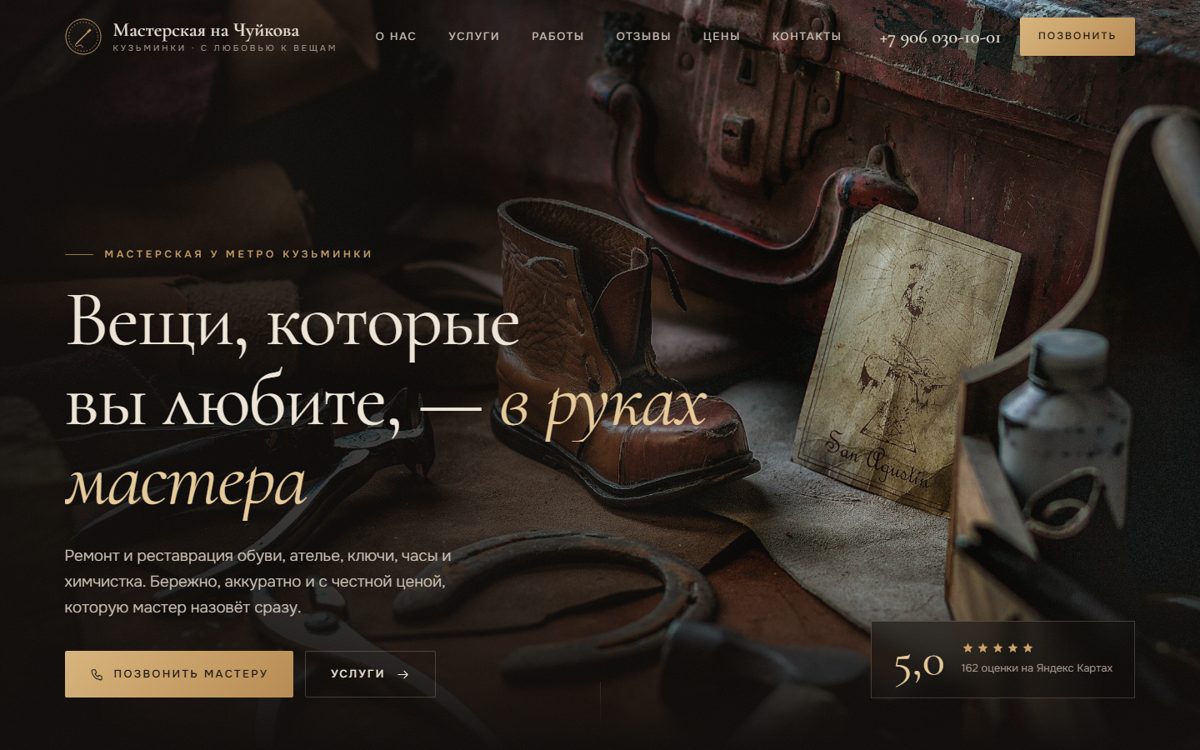 Мастерская на Чуйкова
КУЗЬМИНКИ · С ЛЮБОВЬЮ К ВЕЩАМ
О НАС
УСЛУГИ
РАБОТЫ
ОТЗЫВЫ
ЦЕНЫ
КОНТАКТЫ
+7 906 030-10-01
ПОЗВОНИТЬ
МАСТЕРСКАЯ У МЕТРО КУЗЬМИНКИ
Вещи, которые
вы любите, — в руках
мастера
San Agustin
Ремонт и реставрация обуви, ателье, ключи, часы и
химчистка. Бережно, аккуратно и с честной ценой,
которую мастер назовёт сразу.
ПОЗВОНИТЬ МАСТЕРУ
УСЛУГИ →
5,0
★★★★★
162 оценки на Яндекс Картах